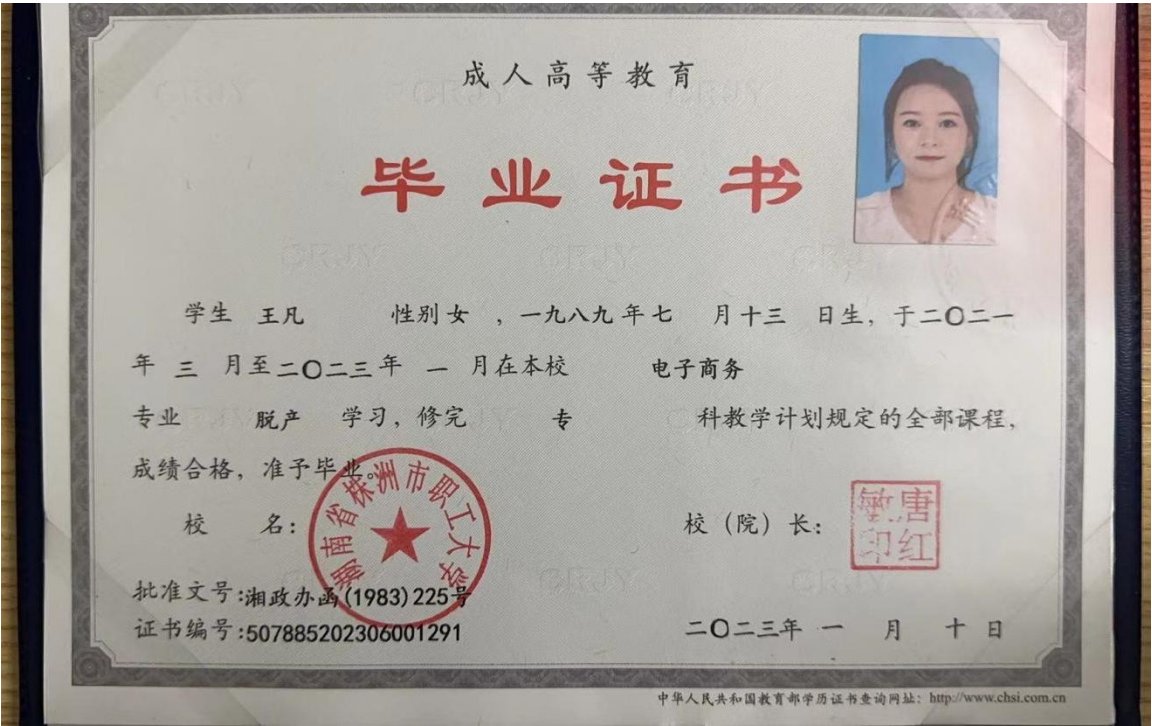 成人高等教育
毕业证书
学生 王凡 性别 女 ，一九八九 年 七 月 十三 日生，于二〇二一
年 三 月至二〇二三年 一 月在本校 电子商务
专业 脱产 学习，修完 专 科教学计划规定的全部课程，
成绩合格，准予毕业。
湖南省株洲市职工大学
校 名：
校（院）长：
唐红敏印
批准文号:湘政办函(1983)225号
证书编号:507885202306001291
二〇二三年 一 月 十 日
中华人民共和国教育部学历证书查询网址：http://www.chsi.com.cn